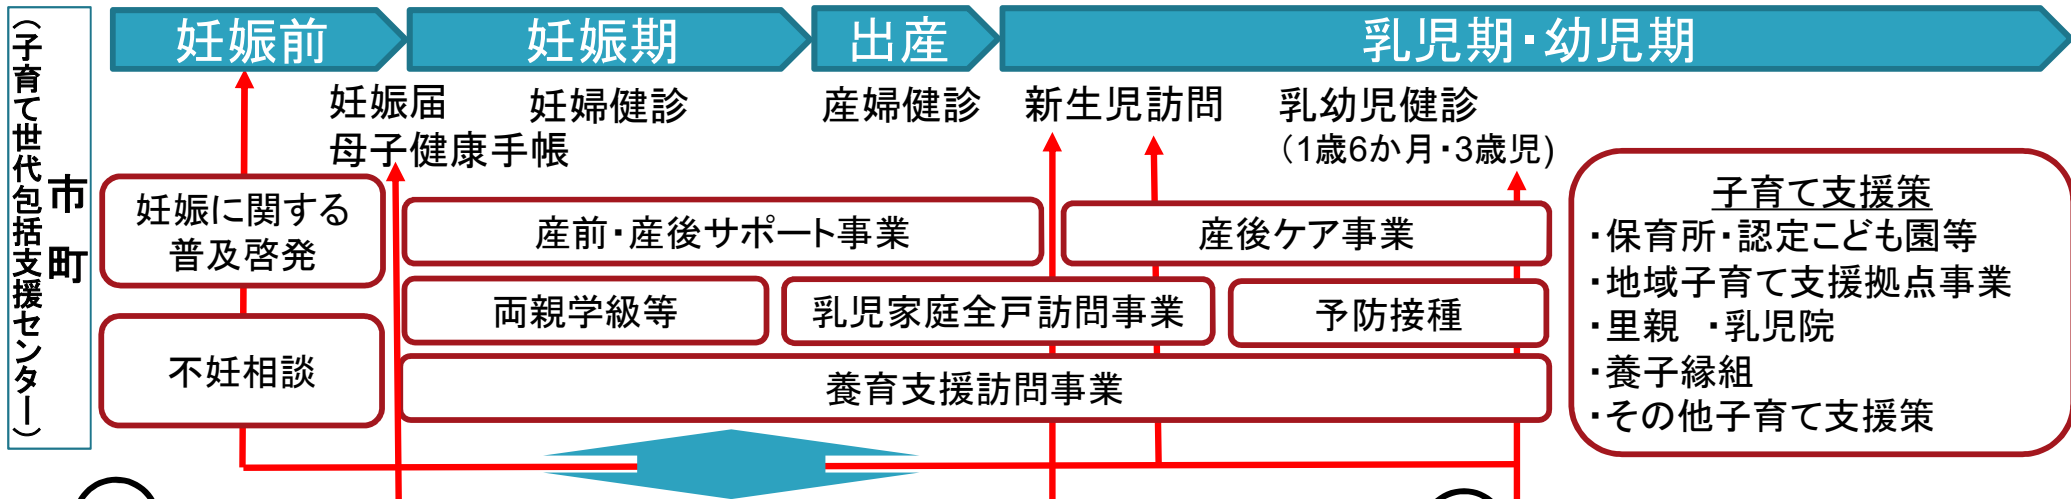 （子育て世代包括支援センター）
市町
妊娠前
妊娠期
出産
乳児期・幼児期
妊娠届
母子健康手帳
妊婦健診
産婦健診
新生児訪問
乳幼児健診
（1歳6か月・3歳児）
妊娠に関する
普及啓発
不妊相談
産前・産後サポート事業
産後ケア事業
両親学級等
乳児家庭全戸訪問事業
予防接種
養育支援訪問事業
子育て支援策
・保育所・認定こども園等
・地域子育て支援拠点事業
・里親　・乳児院
・養子縁組
・その他子育て支援策